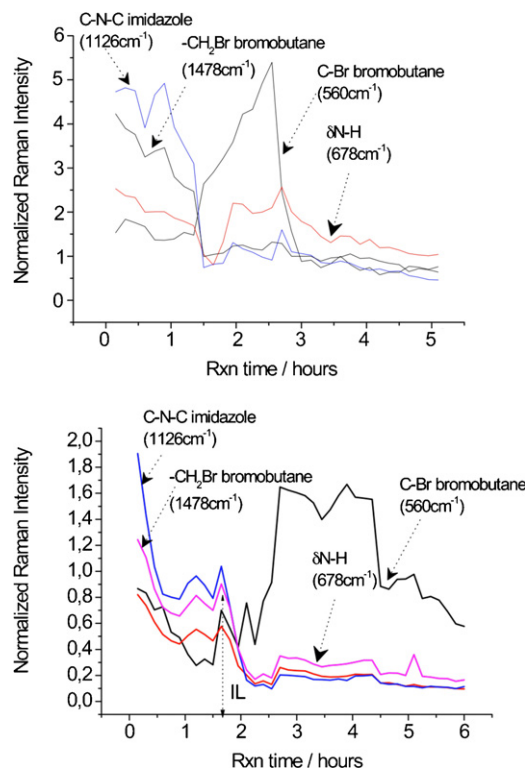 C-N-C imidazole
(1126cm⁻¹)
-CH₂Br bromobutane
(1478cm⁻¹)
C-Br bromobutane
(560cm⁻¹)
δN-H
(678cm⁻¹)
Normalized Raman Intensity
6
5
4
3
2
1
0
0 1 2 3 4 5
Rxn time / hours
C-N-C imidazole
(1126cm⁻¹)
-CH₂Br bromobutane
(1478cm⁻¹)
C-Br bromobutane
(560cm⁻¹)
δN-H
(678cm⁻¹)
IL
Normalized Raman Intensity
2,0
1,8
1,6
1,4
1,2
1,0
0,8
0,6
0,4
0,2
0,0
0 1 2 3 4 5 6
Rxn time / hours